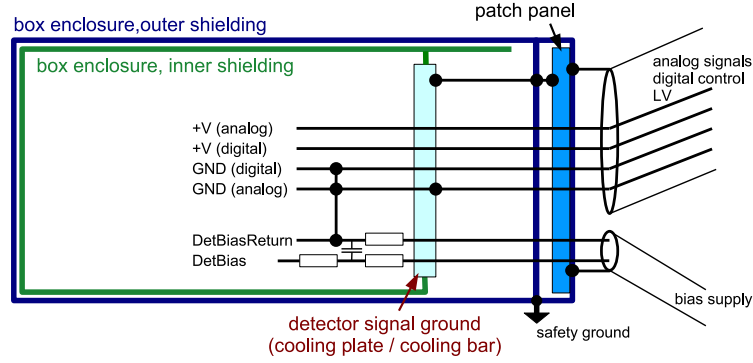 patch panel
box enclosure,outer shielding
box enclosure, inner shielding
analog signals
digital control
LV
+V (analog)
+V (digital)
GND (digital)
GND (analog)
DetBiasReturn
DetBias
bias supply
detector signal ground
(cooling plate / cooling bar)
safety ground